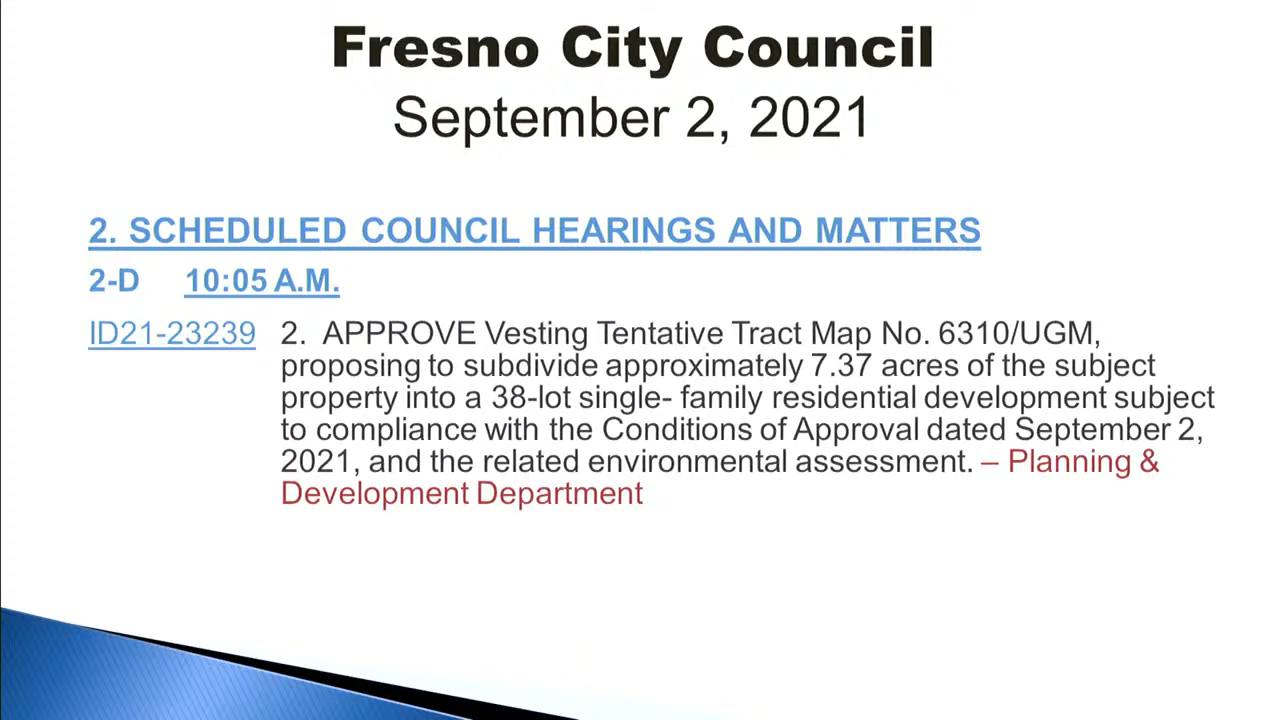 Fresno City Council
September 2, 2021
2. SCHEDULED COUNCIL HEARINGS AND MATTERS
2-D 10:05 A.M.
ID21-23239 2. APPROVE Vesting Tentative Tract Map No. 6310/UGM,
proposing to subdivide approximately 7.37 acres of the subject
property into a 38-lot single- family residential development subject
to compliance with the Conditions of Approval dated September 2,
2021, and the related environmental assessment. – Planning &
Development Department